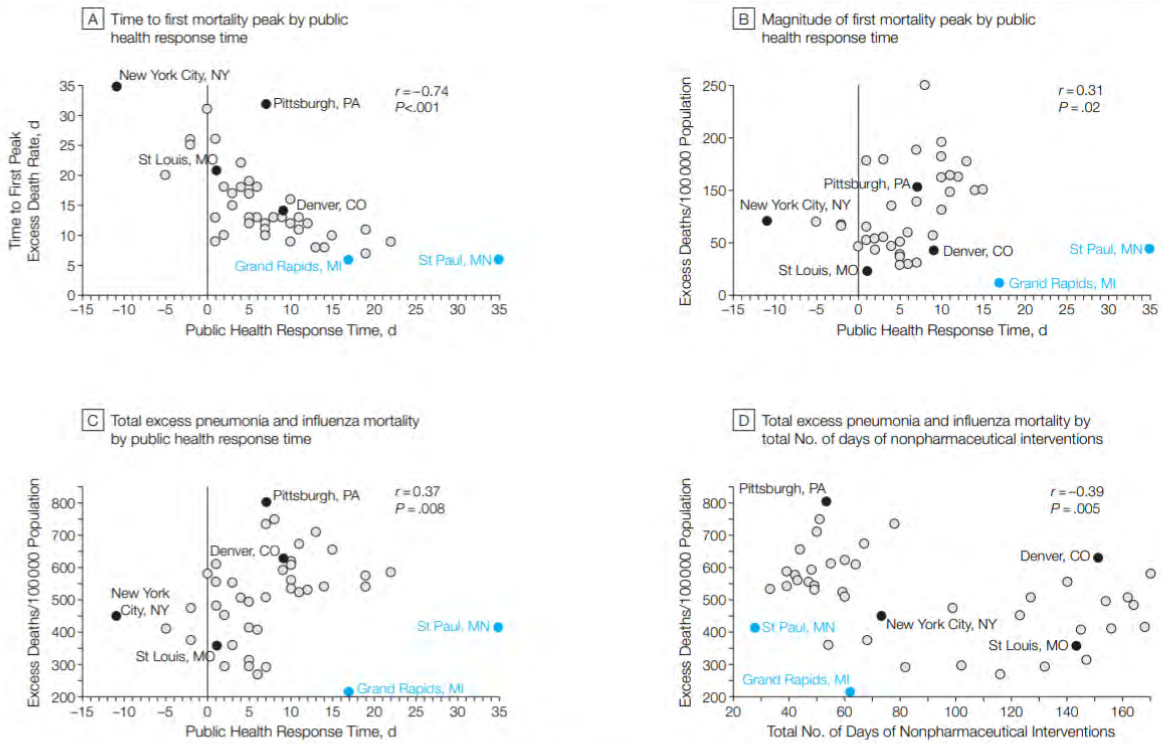 A Time to first mortality peak by public
health response time
New York City, NY
r=−0.74
P<.001
Pittsburgh, PA
St Louis, MO
Denver, CO
Grand Rapids, MI
St Paul, MN
35
30
25
20
15
10
5
0
Time to First Peak
Excess Death Rate, d
−15 −10 −5 0 5 10 15 20 25 30 35
Public Health Response Time, d
B Magnitude of first mortality peak by public
health response time
r=0.31
P=.02
Pittsburgh, PA
New York City, NY
Denver, CO
St Paul, MN
St Louis, MO
Grand Rapids, MI
250
200
150
100
50
0
Excess Deaths/100 000 Population
−15 −10 −5 0 5 10 15 20 25 30 35
Public Health Response Time, d
C Total excess pneumonia and influenza mortality
by public health response time
Pittsburgh, PA
r=0.37
P=.008
Denver, CO
New York
City, NY
St Paul, MN
St Louis, MO
Grand Rapids, MI
800
700
600
500
400
300
200
Excess Deaths/100 000 Population
−15 −10 −5 0 5 10 15 20 25 30 35
Public Health Response Time, d
D Total excess pneumonia and influenza mortality by
total No. of days of nonpharmaceutical interventions
Pittsburgh, PA
r=−0.39
P=.005
Denver, CO
St Paul, MN
New York City, NY
St Louis, MO
Grand Rapids, MI
800
700
600
500
400
300
200
Excess Deaths/100 000 Population
20 40 60 80 100 120 140 160
Total No. of Days of Nonpharmaceutical Interventions